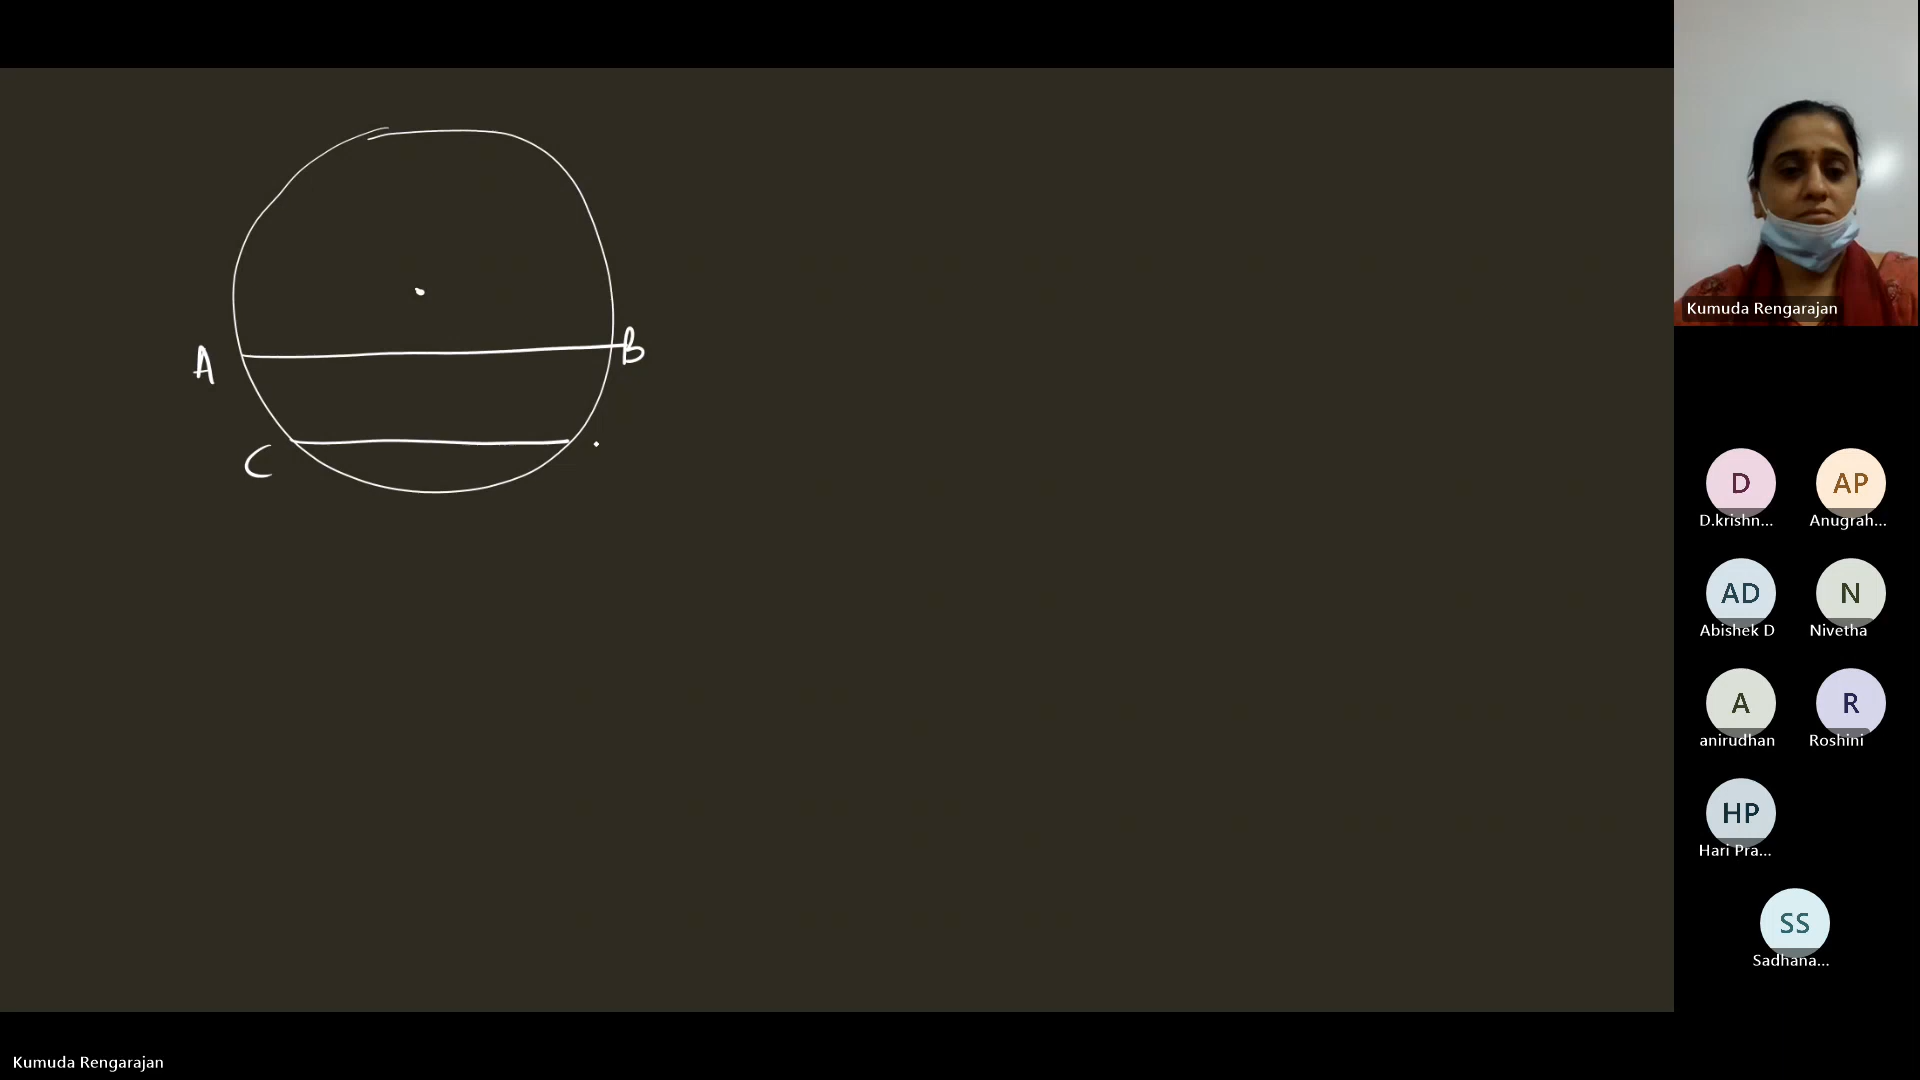 A
B
C
Kumuda Rengarajan
D
AP
D.krishn...
Anugrah...
AD
N
Abishek D
Nivetha
A
R
anirudhan
Roshini
HP
Hari Pra...
SS
Sadhana...
Kumuda Rengarajan